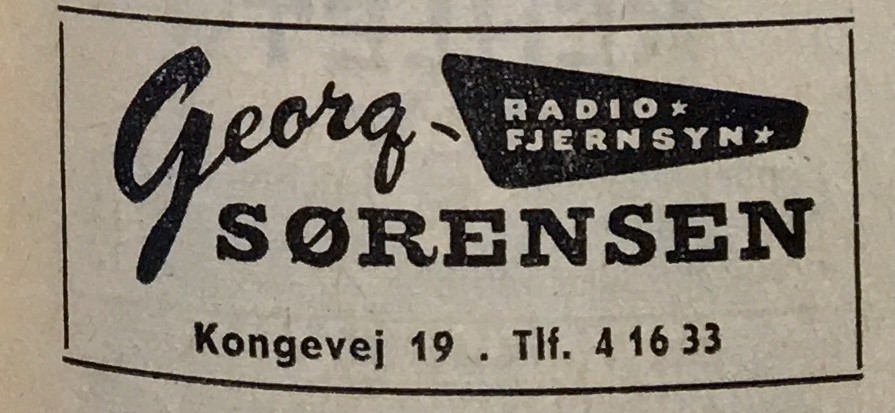 Georg
RADIO★
FJERNSYN★
SØRENSEN
Kongevej 19 . Tlf. 4 16 33